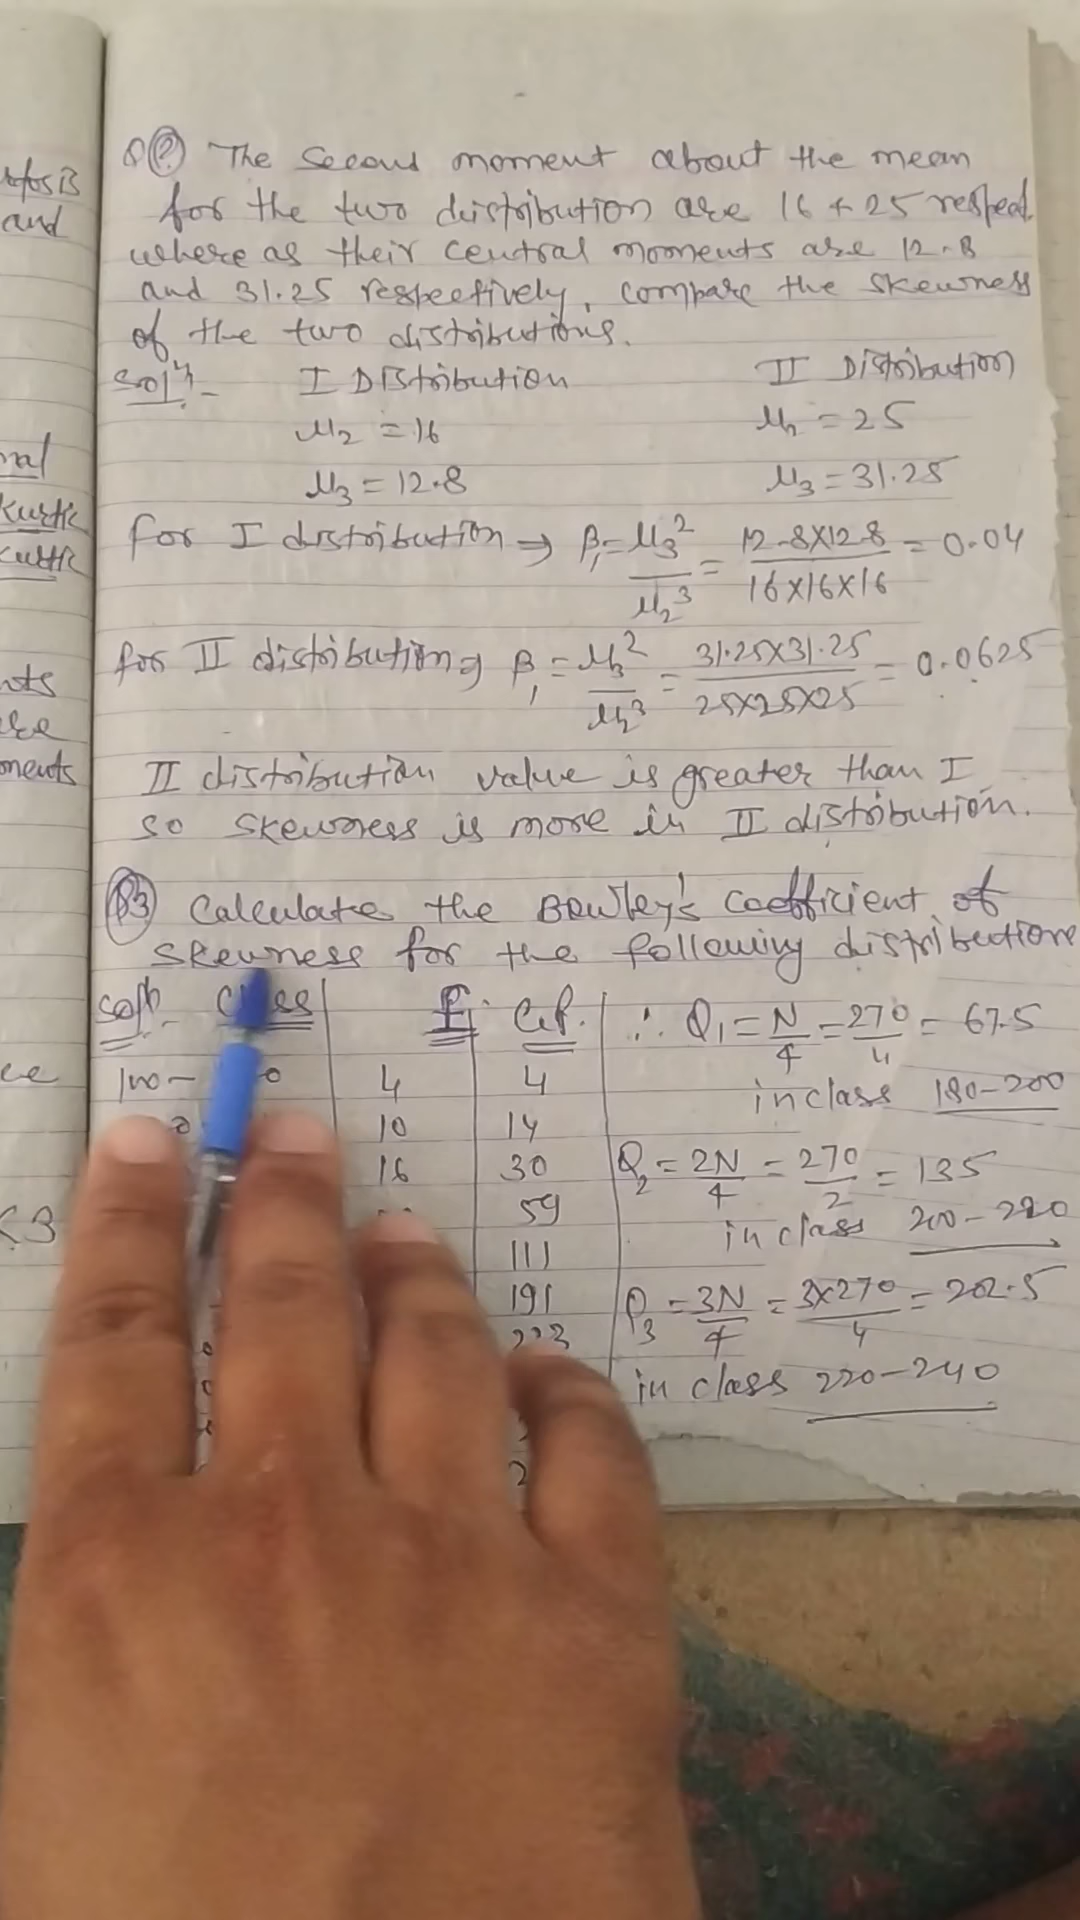 Q② The Second moment about the mean
for the two distribution are 16 & 25 respect.
where as their central moments are 12.8
and 31.25 respectively, compare the skewness
of the two distributions.
Solⁿ- I Distribution II Distribution
μ₂ = 16 μ₂ = 25
μ₃ = 12.8 μ₃ = 31.25
for I distribution ⇒ β₁ = μ₃²/μ₂³ = 12.8×12.8/16×16×16 = 0.04
for II distribution ⇒ β₁ = μ₃²/μ₂³ = 31.25×31.25/25×25×25 = 0.0625
II distribution value is greater than I
so skewness is more in II distribution.
Q3 Calculate the Bowley's Coefficient of
skewness for the following distribution
Solⁿ- Class f C.f. ∴ Q₁ = N/4 = 270/4 = 67.5
100- 4 4 in class 180-200
10 14
16 30 Q₂ = 2N/4 = 270/2 = 135
59 in class 200-220
111
191 Q₃ = 3N/4 = 3×270/4 = 202.5
in class 220-240
and
ments
<3